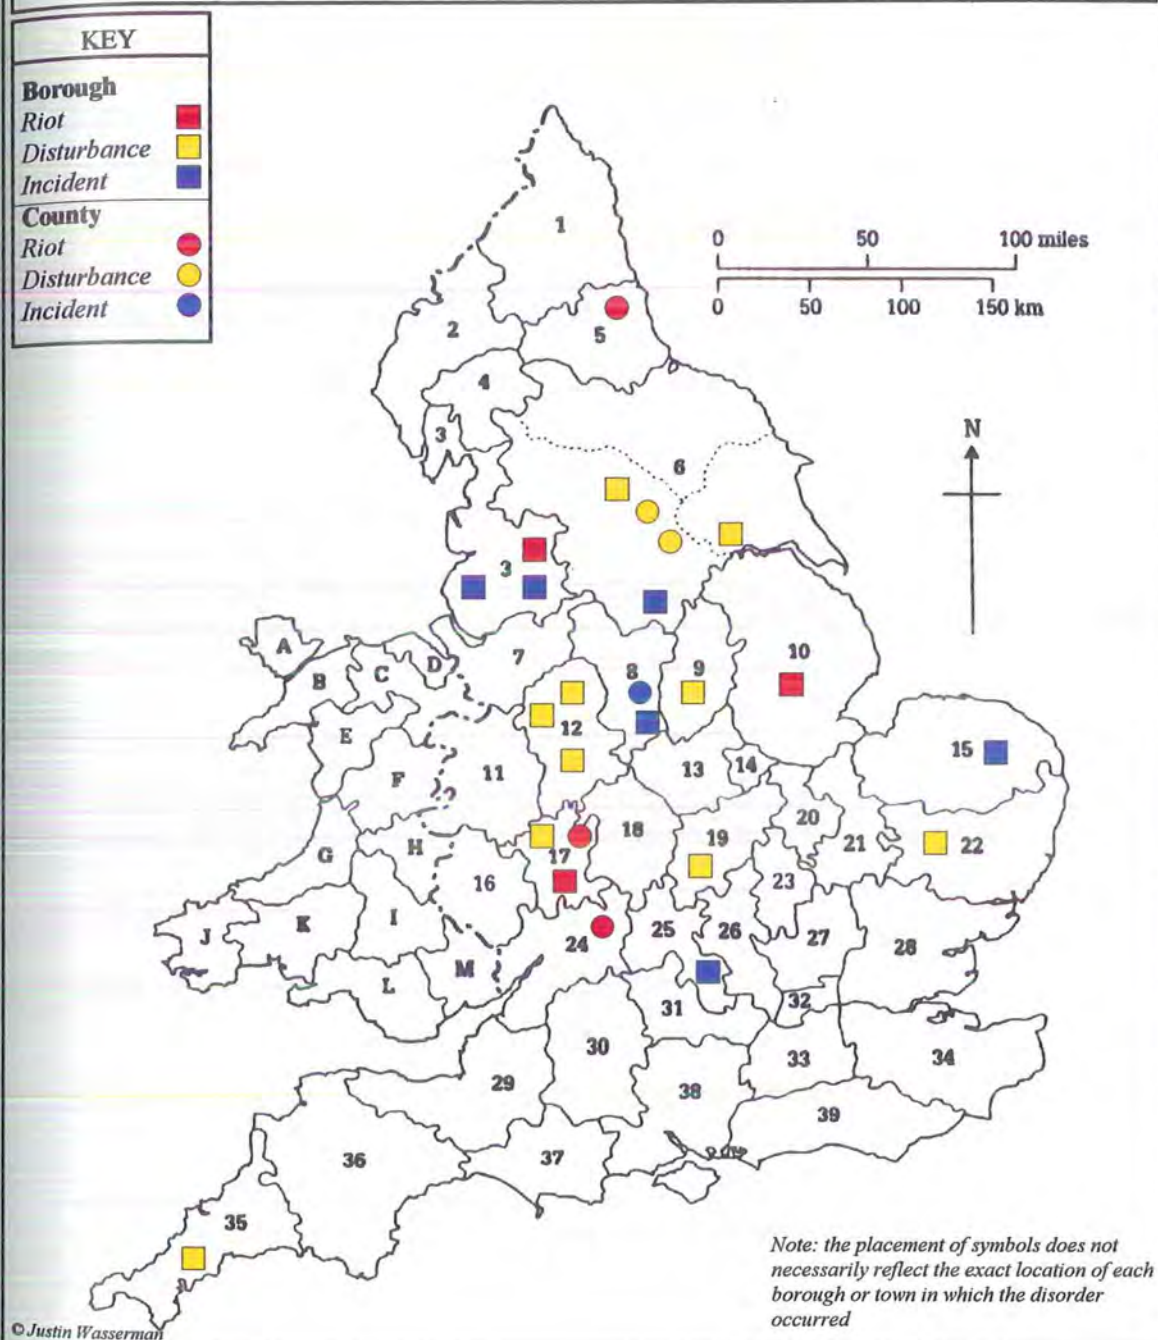 KEY
Borough
Riot
Disturbance
Incident
County
Riot
Disturbance
Incident
0 50 100 miles
0 50 100 150 km
N
1
2
5
4
3
6
3
7
8
9
10
A
B
C
D
E
F
11
12
13
14
15
G
H
16
17
18
19
20
21
22
23
J
K
I
L
M
24
25
26
27
28
29
30
31
32
33
34
38
39
36
37
35
Note: the placement of symbols does not
necessarily reflect the exact location of each
borough or town in which the disorder
occurred
© Justin Wasserman